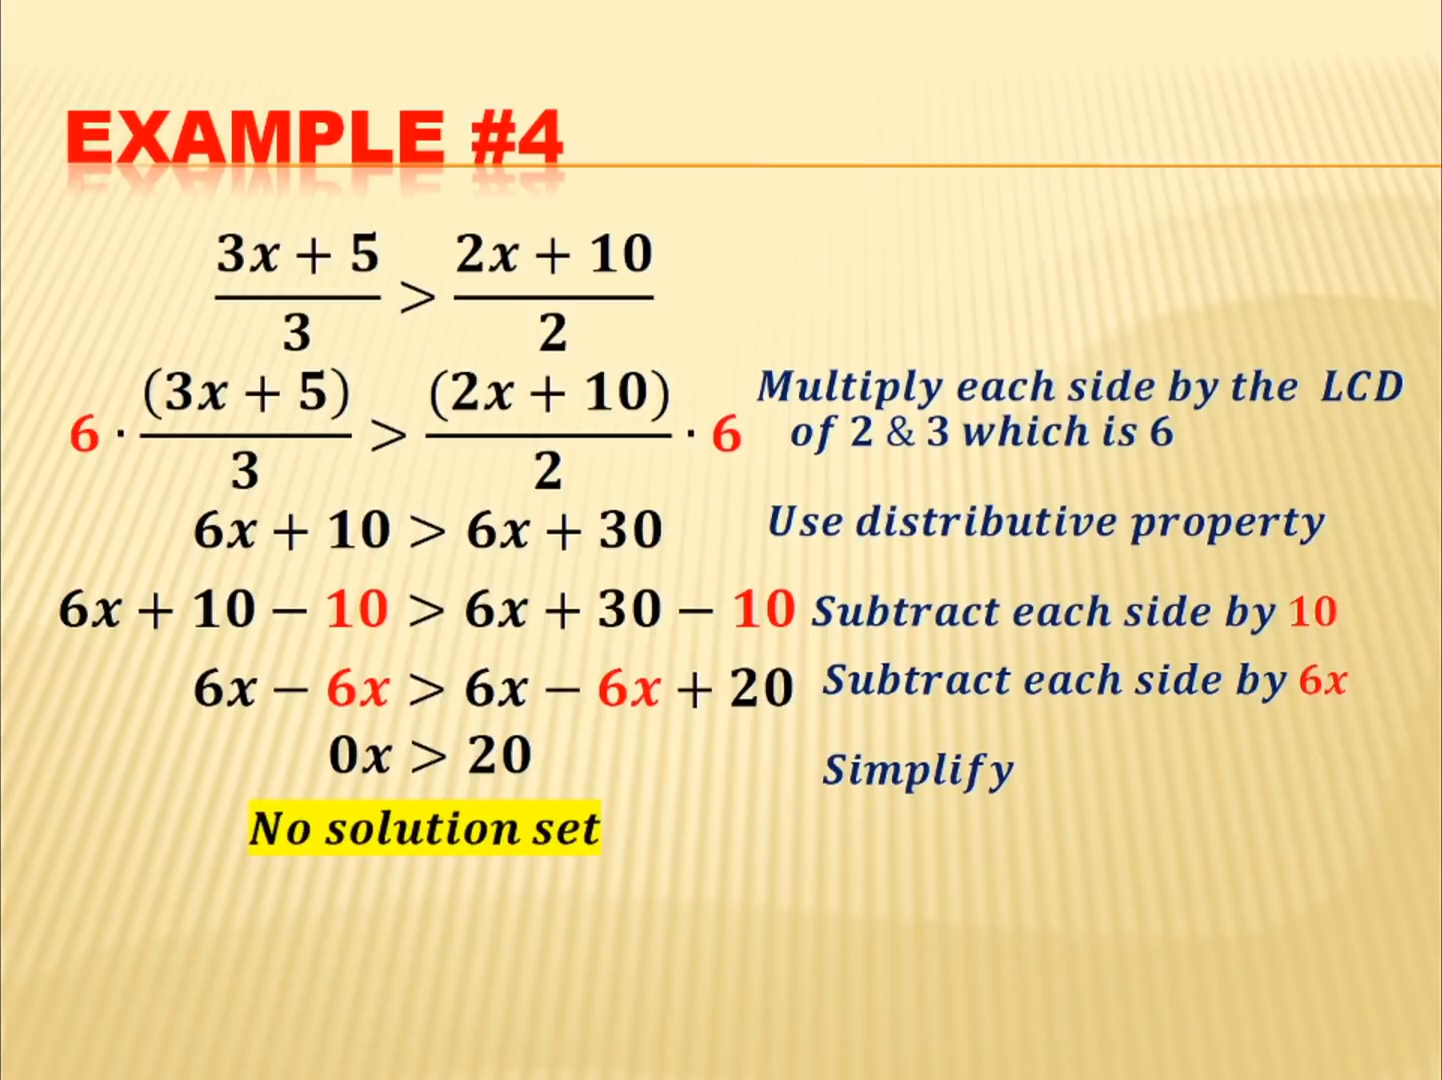 EXAMPLE #4
3x + 5 / 3 > 2x + 10 / 2
6 · (3x + 5) / 3 > (2x + 10) / 2 · 6
Multiply each side by the LCD
of 2 & 3 which is 6
6x + 10 > 6x + 30
Use distributive property
6x + 10 − 10 > 6x + 30 − 10
Subtract each side by 10
6x − 6x > 6x − 6x + 20
Subtract each side by 6x
0x > 20
Simplify
No solution set